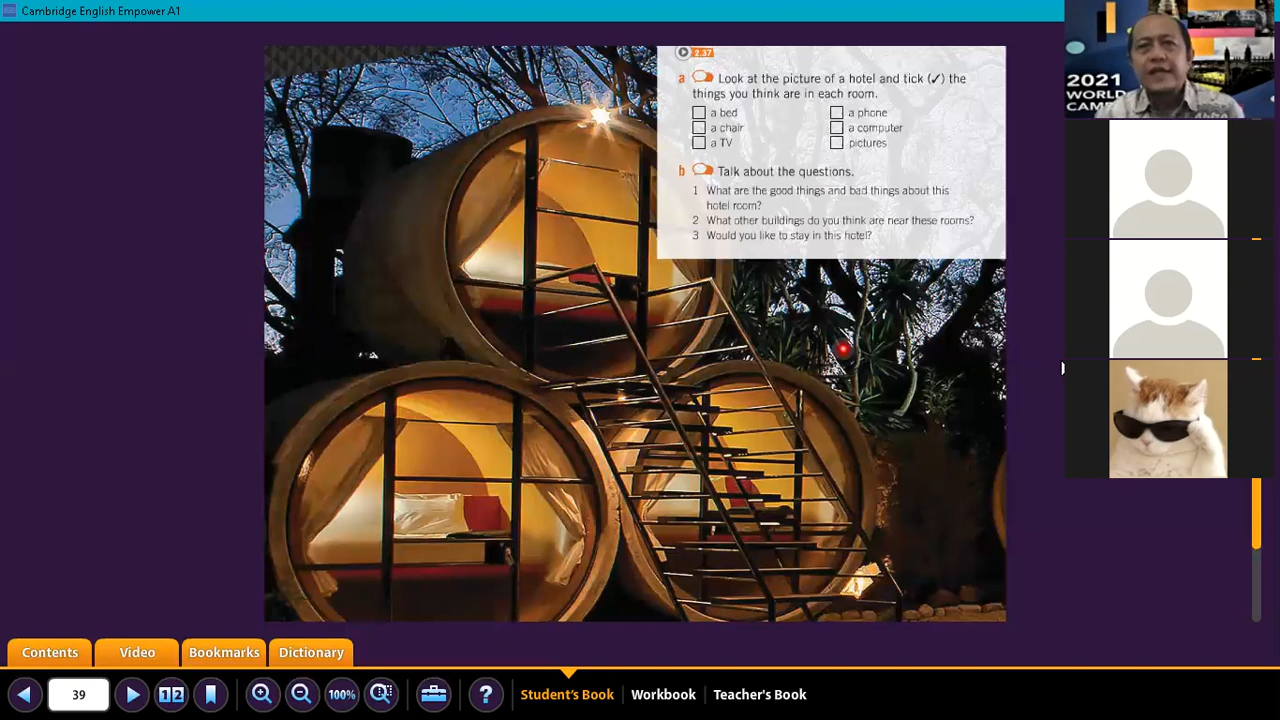 Cambridge English Empower A1
2021
WORLD
CAM
2.37
a Look at the picture of a hotel and tick (✓) the
things you think are in each room.
a bed
a phone
a chair
a computer
a TV
pictures
b Talk about the questions.
1 What are the good things and bad things about this
hotel room?
2 What other buildings do you think are near these rooms?
3 Would you like to stay in this hotel?
Contents
Video
Bookmarks
Dictionary
39
1 2
100%
?
Student's Book
Workbook
Teacher's Book